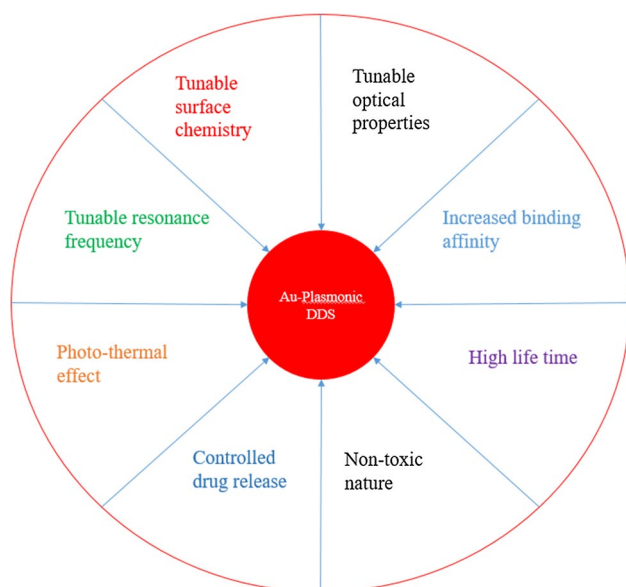 Tunable
surface
chemistry
Tunable
optical
properties
Tunable resonance
frequency
Increased binding
affinity
Au-Plasmonic
DDS
Photo-thermal
effect
High life time
Controlled
drug release
Non-toxic
nature